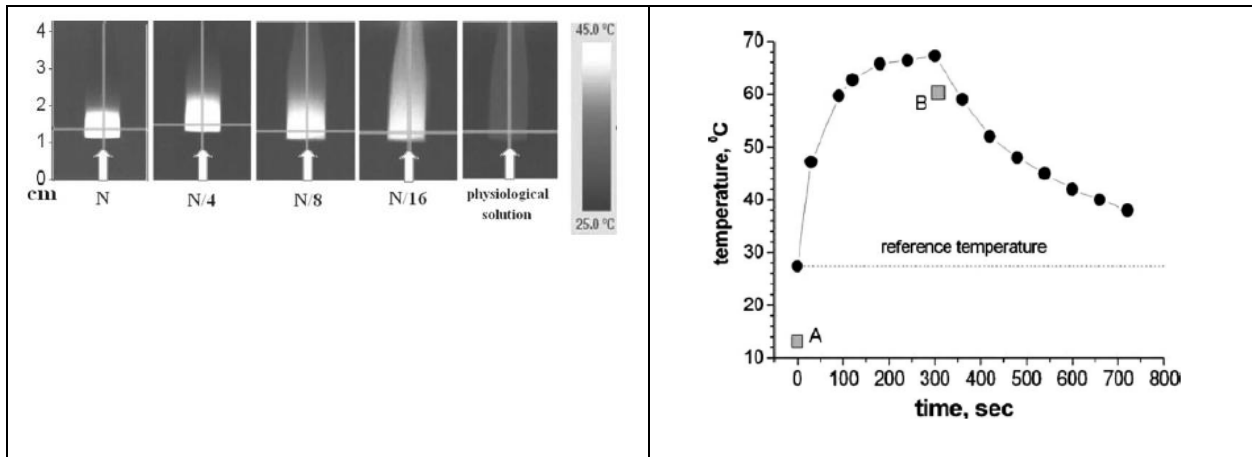 4
3
2
1
0
cm
N
N/4
N/8
N/16
physiological
solution
45.0 °C
25.0 °C
70
60
50
40
30
20
10
temperature, ⁰C
B
reference temperature
A
0 100 200 300 400 500 600 700 800
time, sec